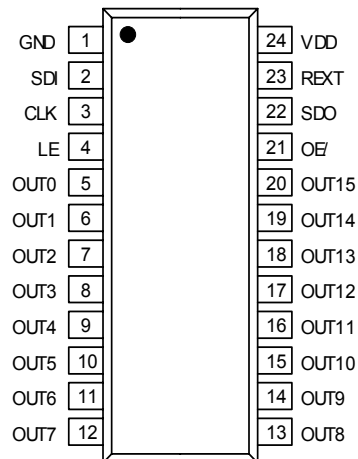 GND 1 24 VDD
SDI 2 23 REXT
CLK 3 22 SDO
LE 4 21 OE/
OUT0 5 20 OUT15
OUT1 6 19 OUT14
OUT2 7 18 OUT13
OUT3 8 17 OUT12
OUT4 9 16 OUT11
OUT5 10 15 OUT10
OUT6 11 14 OUT9
OUT7 12 13 OUT8